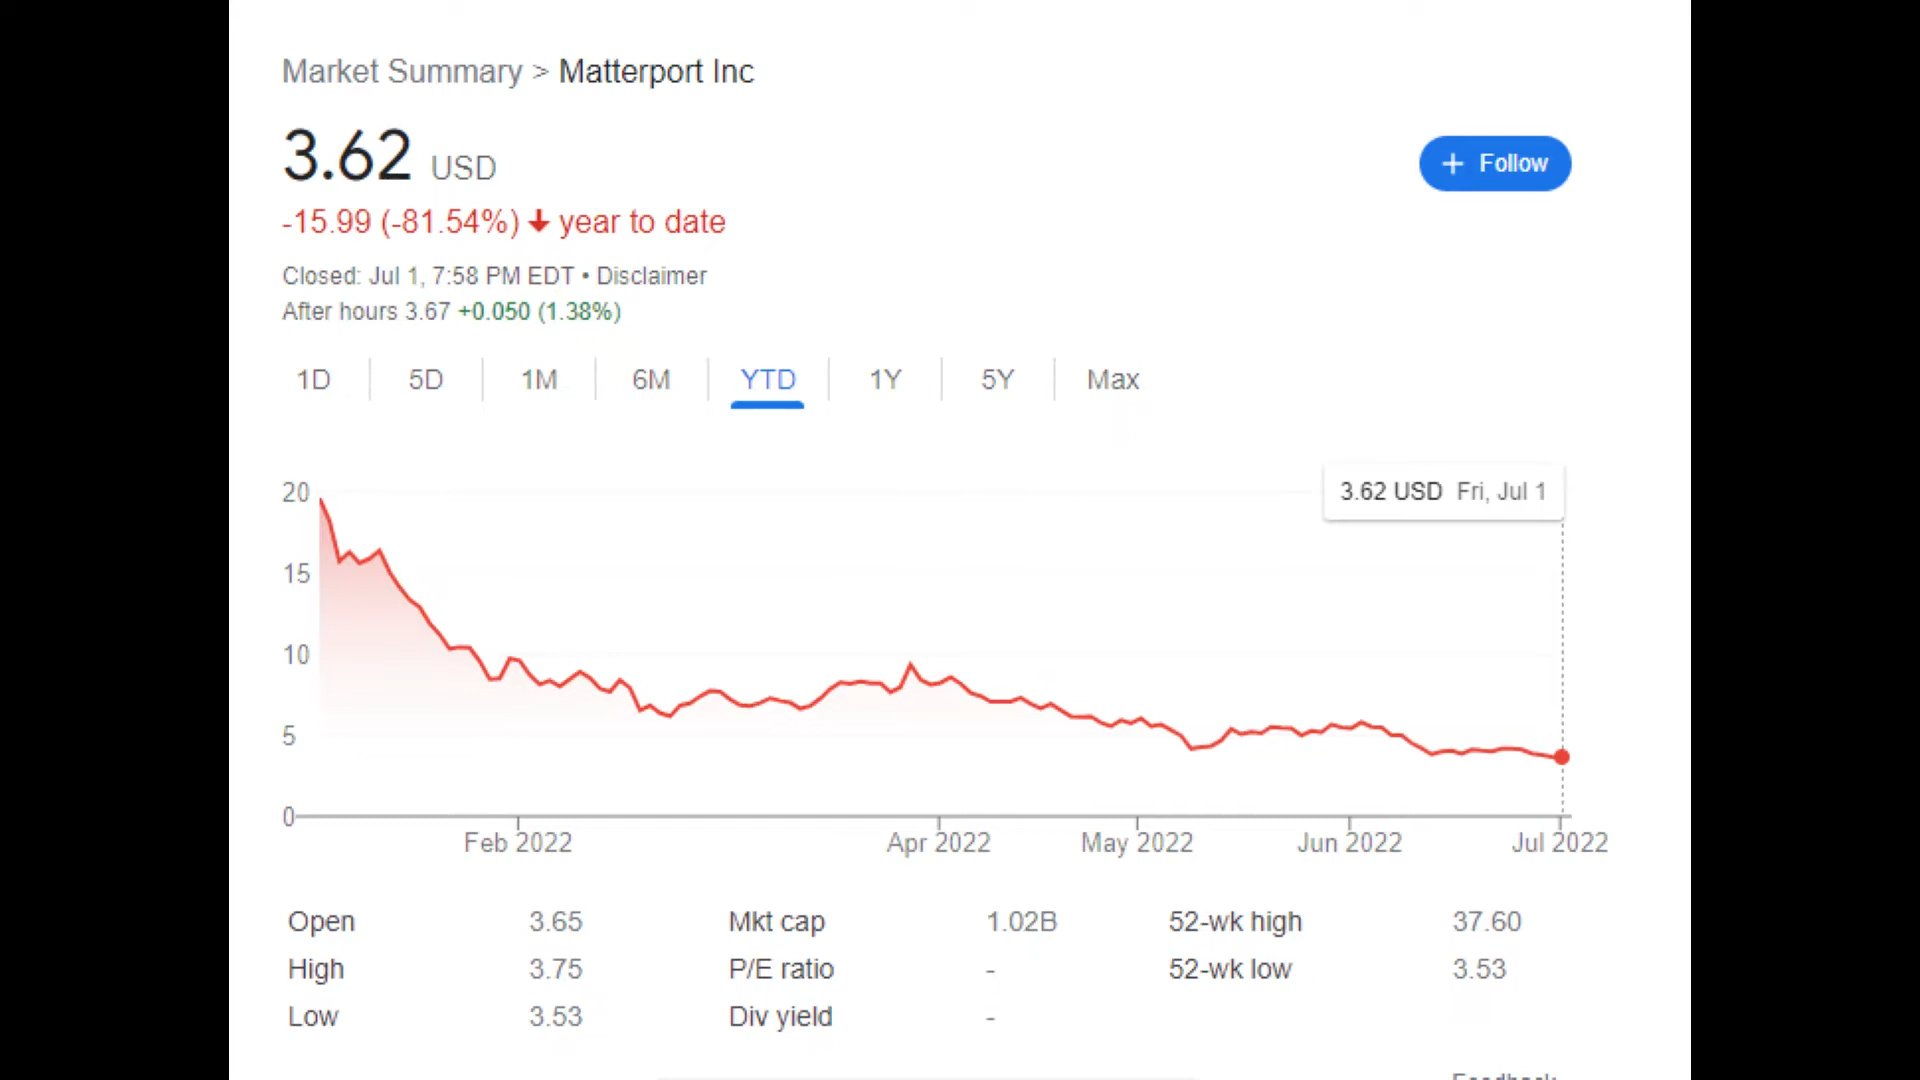 Market Summary > Matterport Inc
3.62 USD
+ Follow
-15.99 (-81.54%) ↓ year to date
Closed: Jul 1, 7:58 PM EDT • Disclaimer
After hours 3.67 +0.050 (1.38%)
1D 5D 1M 6M YTD 1Y 5Y Max
3.62 USD Fri, Jul 1
20
15
10
5
0
Feb 2022 Apr 2022 May 2022 Jun 2022 Jul 2022
Open 3.65 Mkt cap 1.02B 52-wk high 37.60
High 3.75 P/E ratio - 52-wk low 3.53
Low 3.53 Div yield -